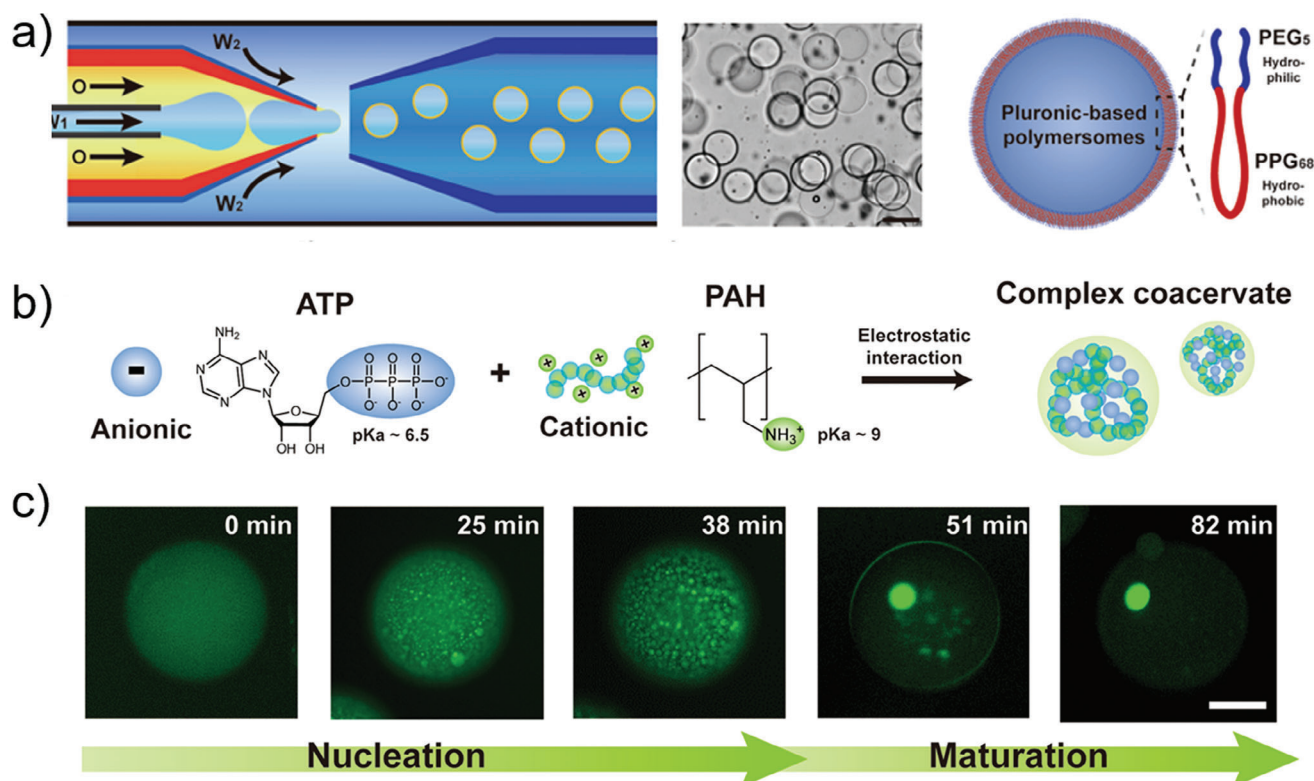 a)
W₂
O
W₁
O
W₂
Pluronic-based
polymersomes
PEG₅
Hydro-
philic
PPG₆₈
Hydro-
phobic
b)
ATP
PAH
Complex coacervate
-
Anionic
NH₂
N
N
N
N
O
O
O
O
O-P-O-P-O-P-O⁻
O⁻
O⁻
O⁻
O
OH OH
pKa ~ 6.5
+
+
+
+
+
+
Cationic
NH₃⁺
pKa ~ 9
Electrostatic
interaction
c)
0 min
25 min
38 min
51 min
82 min
Nucleation
Maturation